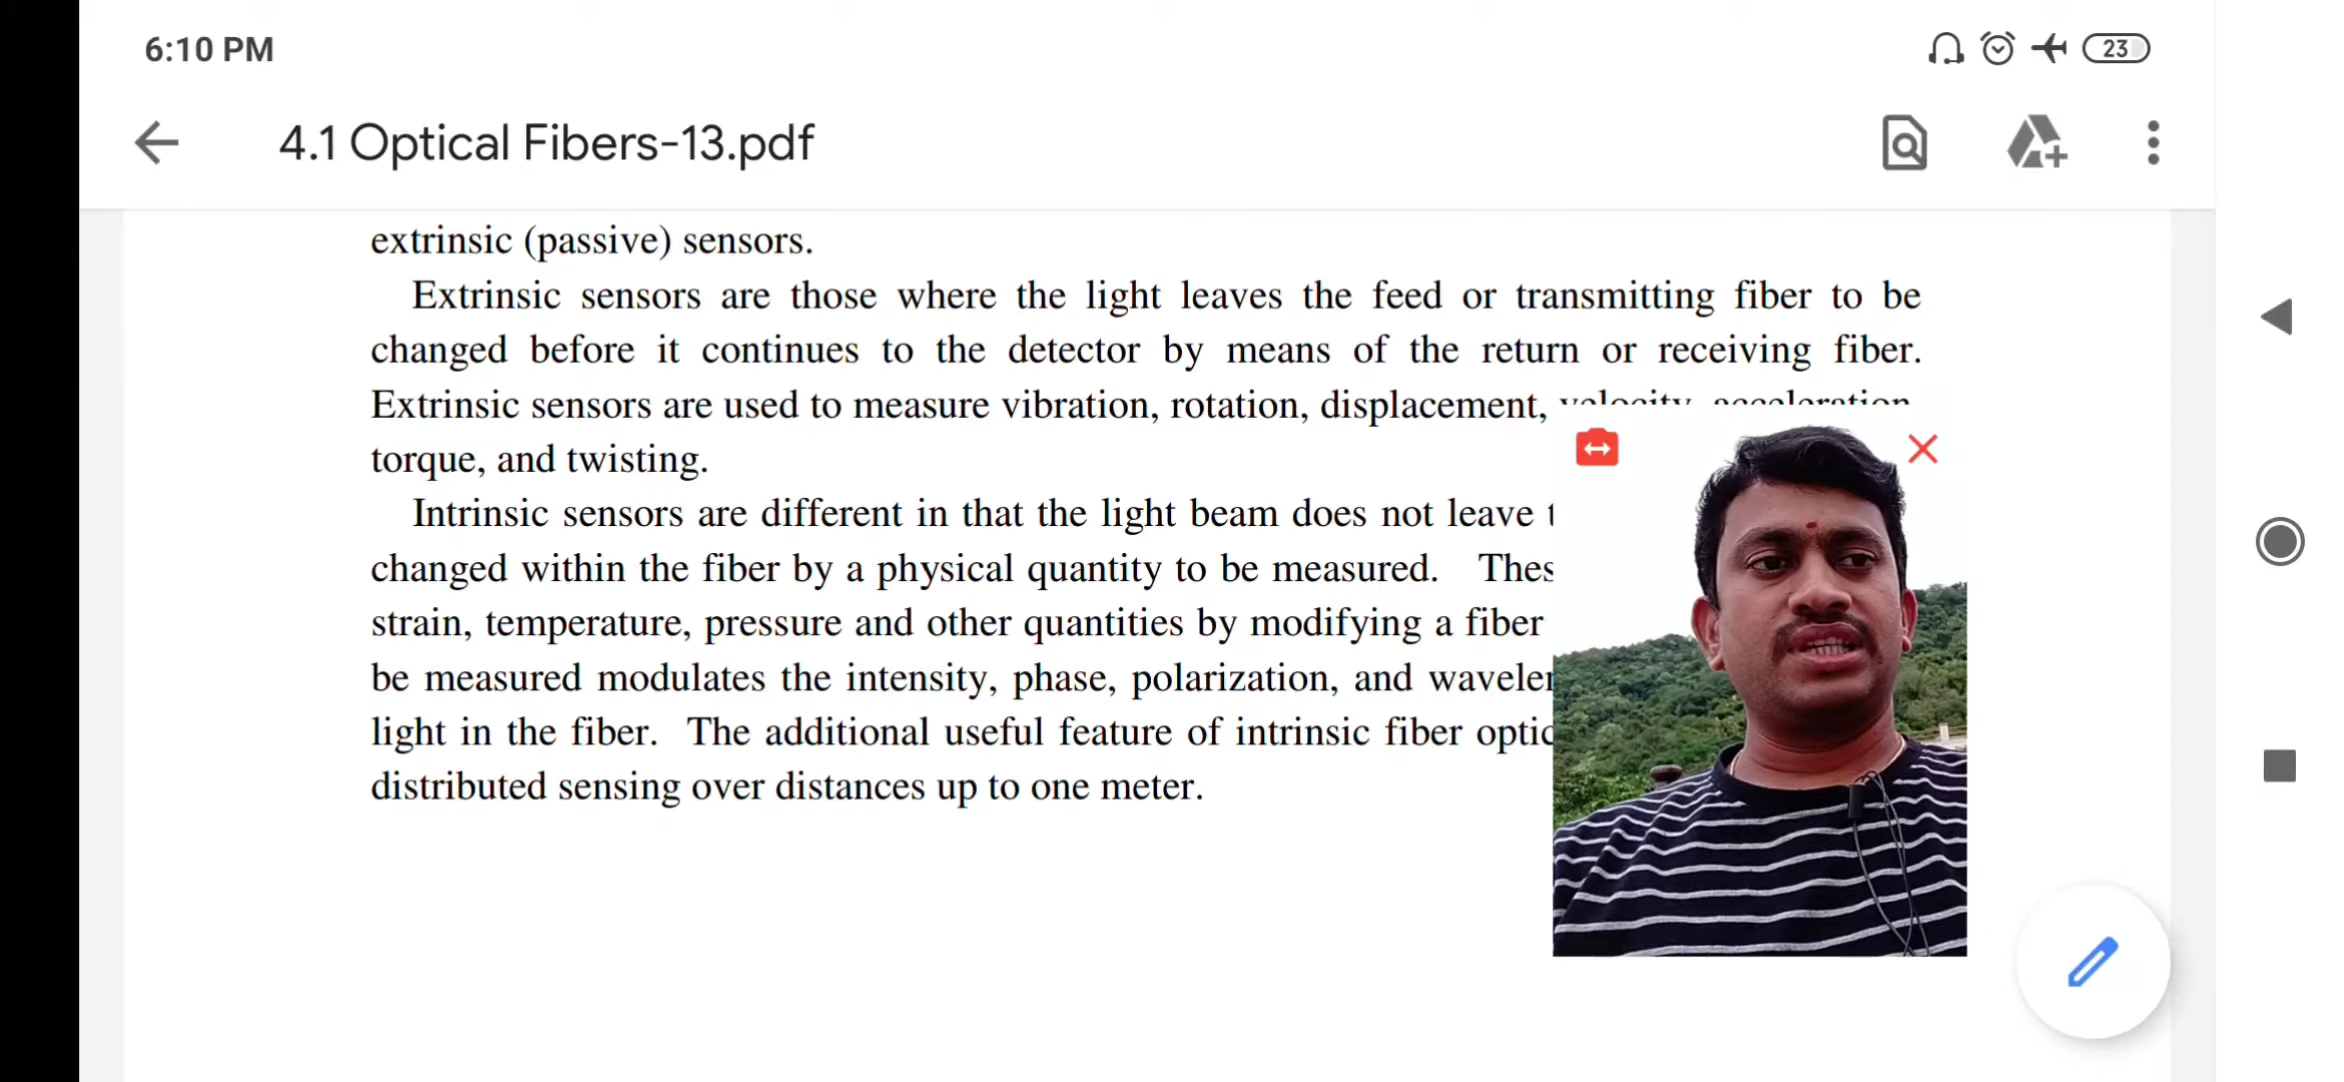 6:10 PM
23
4.1 Optical Fibers-13.pdf
extrinsic (passive) sensors.
Extrinsic sensors are those where the light leaves the feed or transmitting fiber to be
changed before it continues to the detector by means of the return or receiving fiber.
Extrinsic sensors are used to measure vibration, rotation, displacement, velocity, acceleration
torque, and twisting.
Intrinsic sensors are different in that the light beam does not leave
changed within the fiber by a physical quantity to be measured. Thes
strain, temperature, pressure and other quantities by modifying a fiber
be measured modulates the intensity, phase, polarization, and
light in the fiber. The additional useful feature of intrinsic fiber
distributed sensing over distances up to one meter.